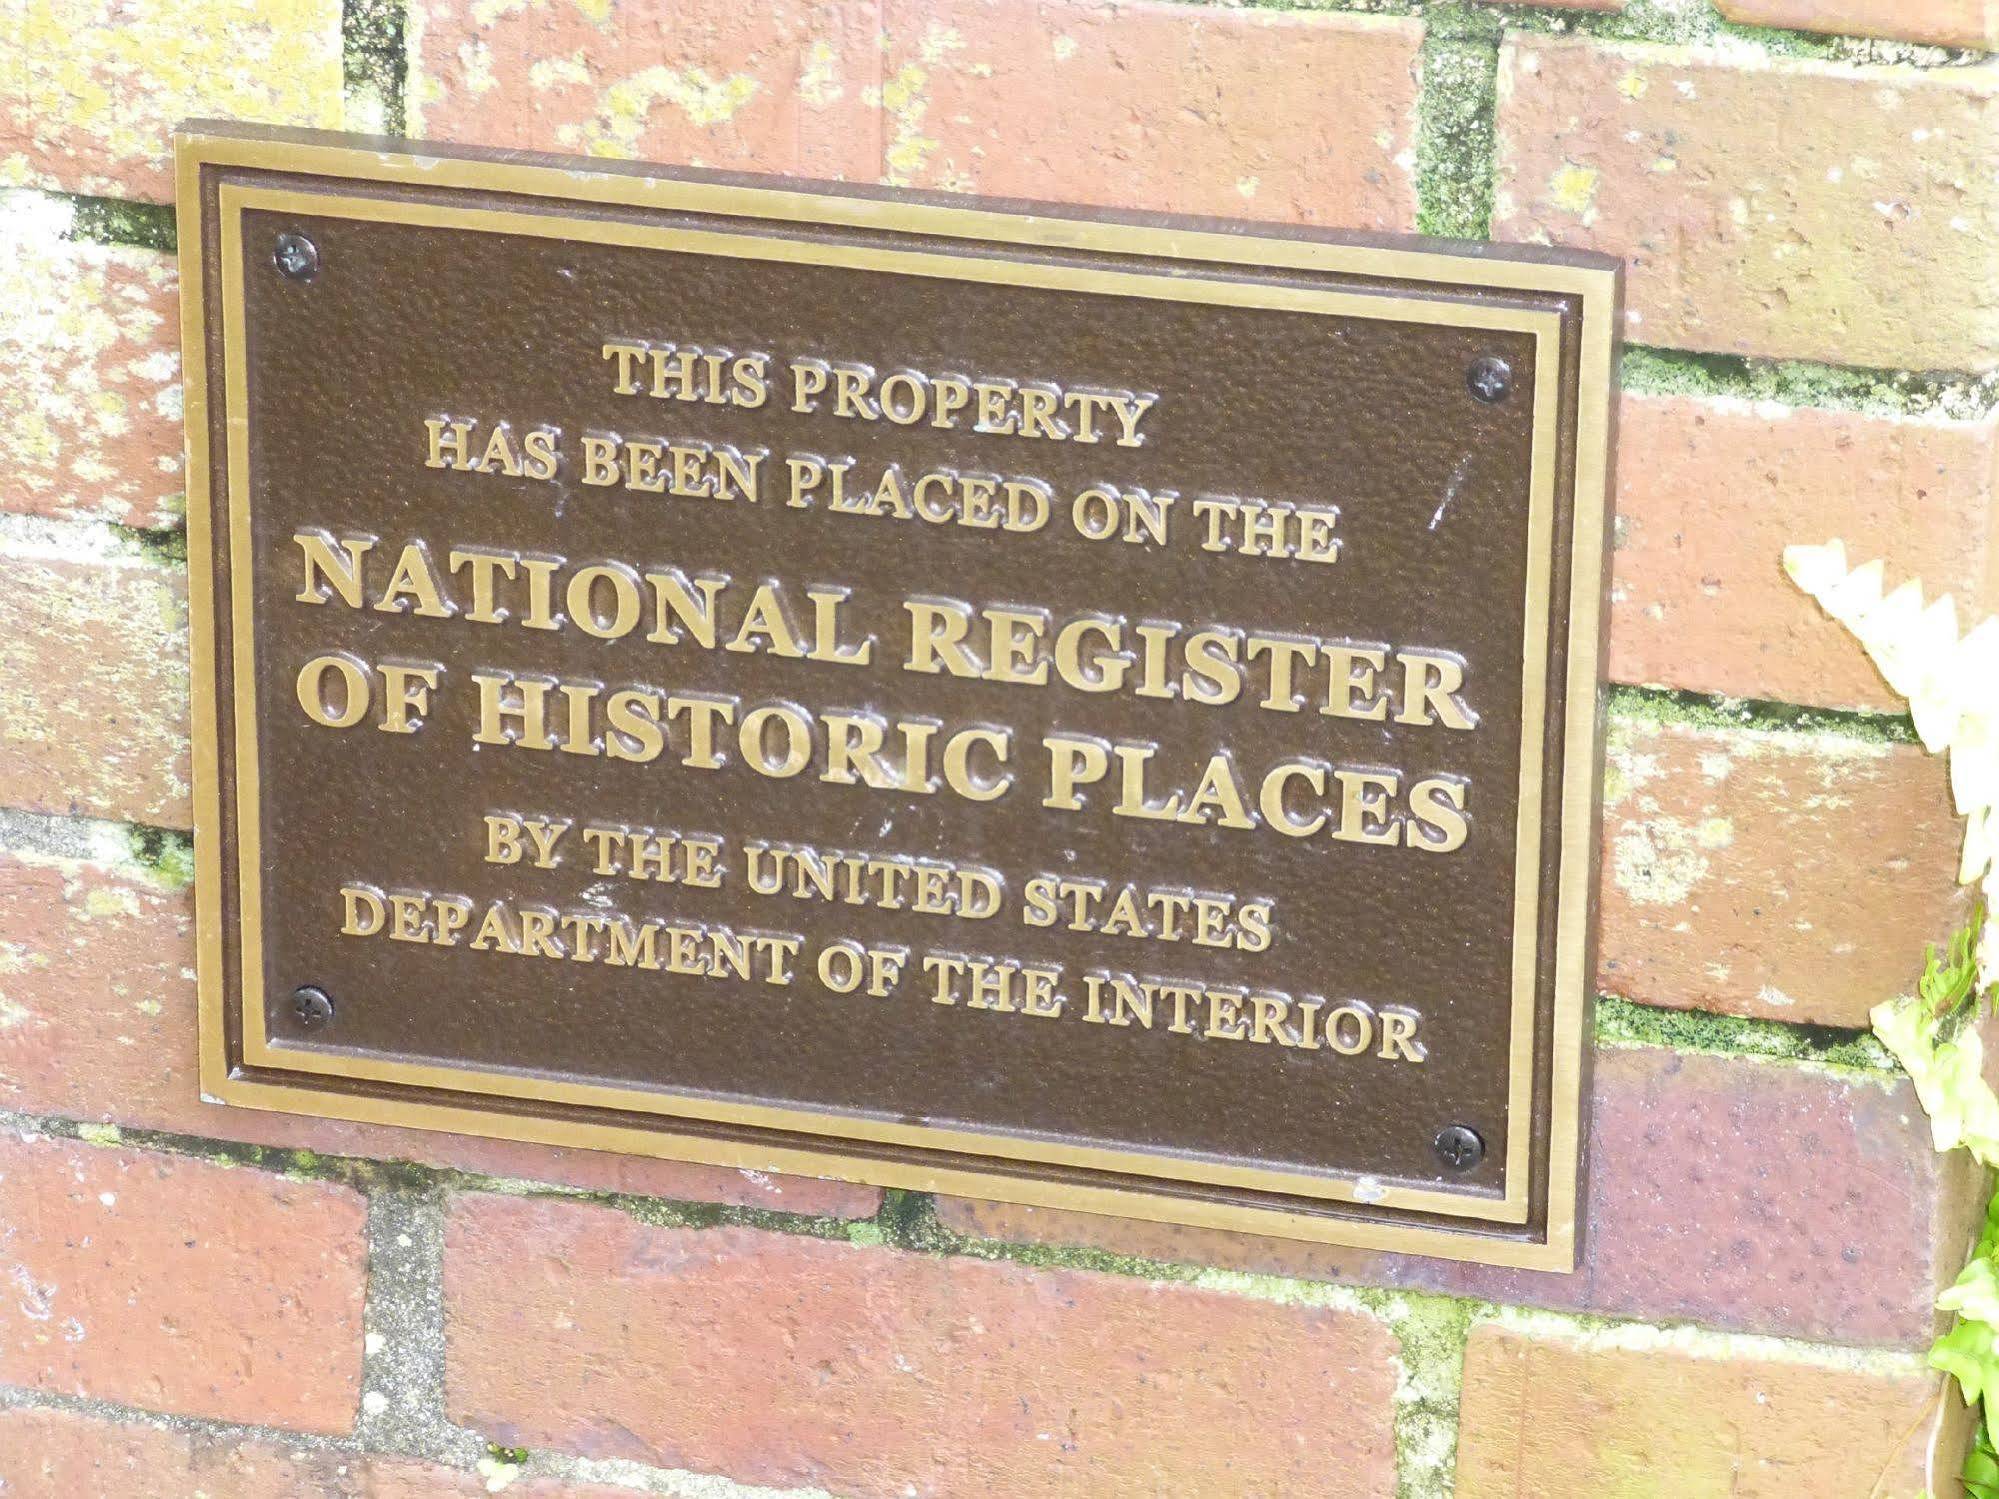 THIS PROPERTY
HAS BEEN PLACED ON THE
NATIONAL REGISTER
OF HISTORIC PLACES
BY THE UNITED STATES
DEPARTMENT OF THE INTERIOR